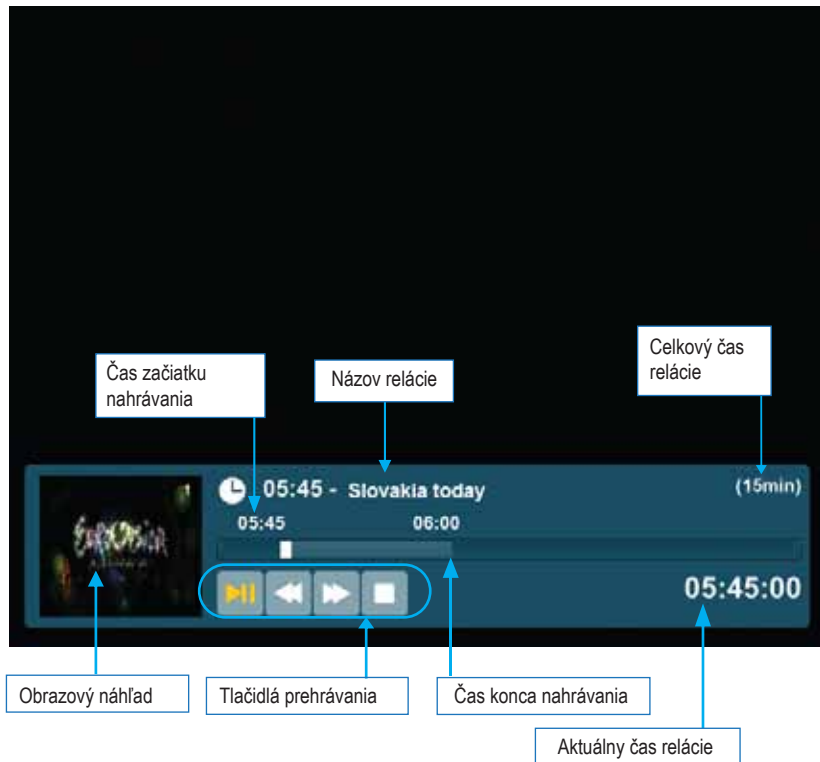 Celkový čas
relácie
Čas začiatku
nahrávania
Názov relácie
05:45 - Slovakia today
(15min)
05:45 06:00
05:45:00
Obrazový náhľad
Tlačidlá prehrávania
Čas konca nahrávania
Aktuálny čas relácie